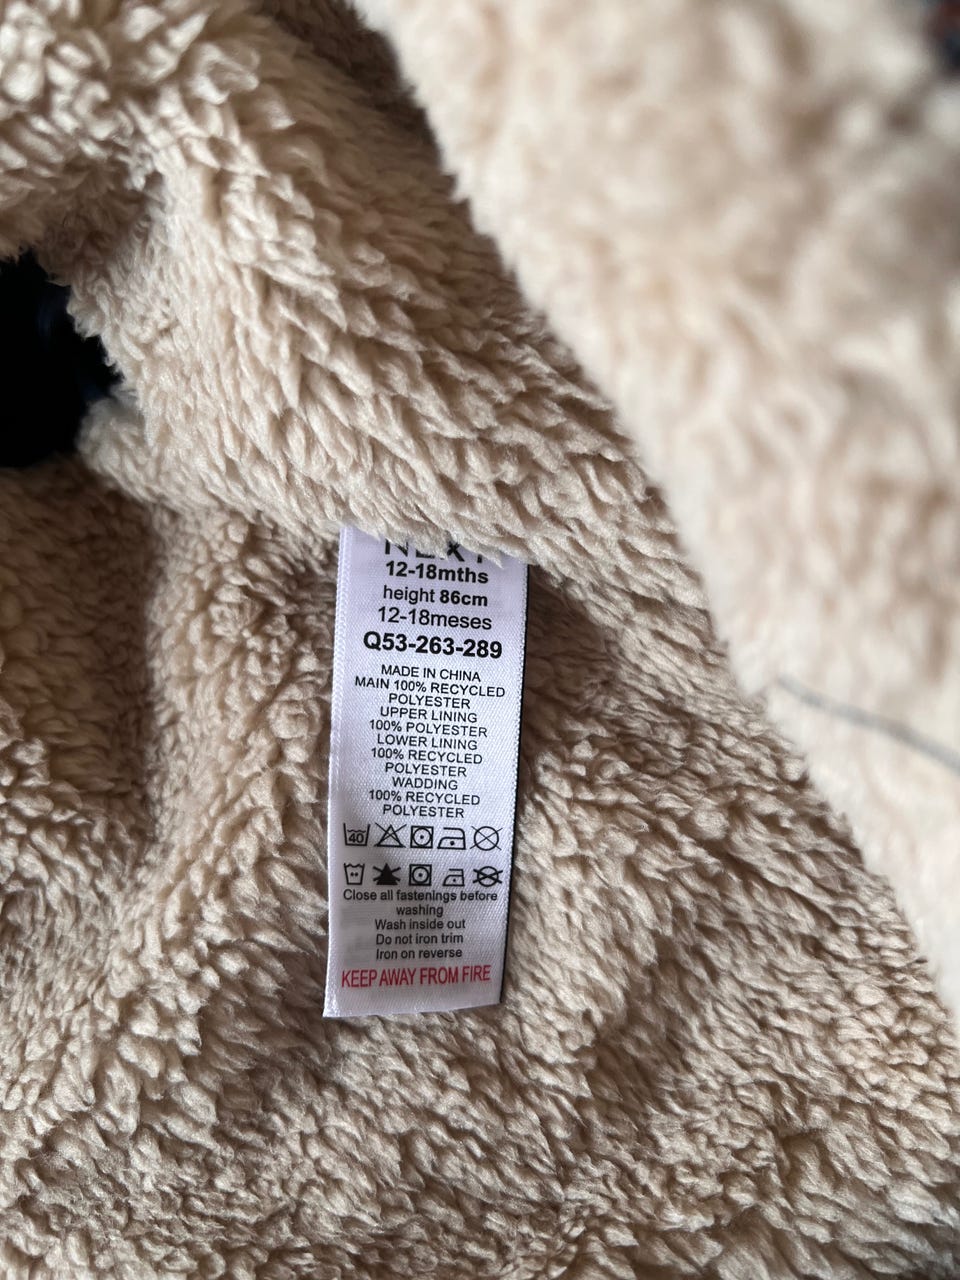 NEXT
12-18mths
height 86cm
12-18meses
Q53-263-289
MADE IN CHINA
MAIN 100% RECYCLED
POLYESTER
UPPER LINING
100% POLYESTER
LOWER LINING
100% RECYCLED
POLYESTER
WADDING
100% RECYCLED
POLYESTER
40
Close all fastenings before
washing
Wash inside out
Do not iron trim
Iron on reverse
KEEP AWAY FROM FIRE